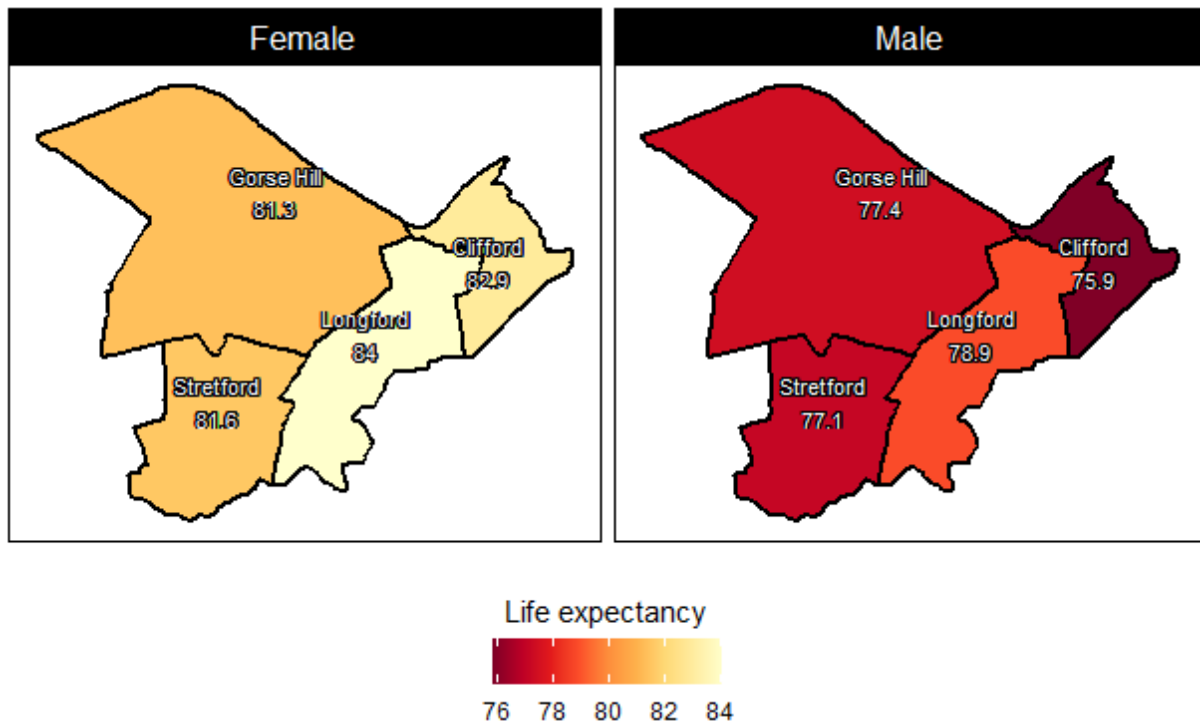 Female
Male
Gorse Hill
81.3
Clifford
82.9
Longford
84
Stretford
81.6
Gorse Hill
77.4
Clifford
75.9
Longford
78.9
Stretford
77.1
Life expectancy
76 78 80 82 84